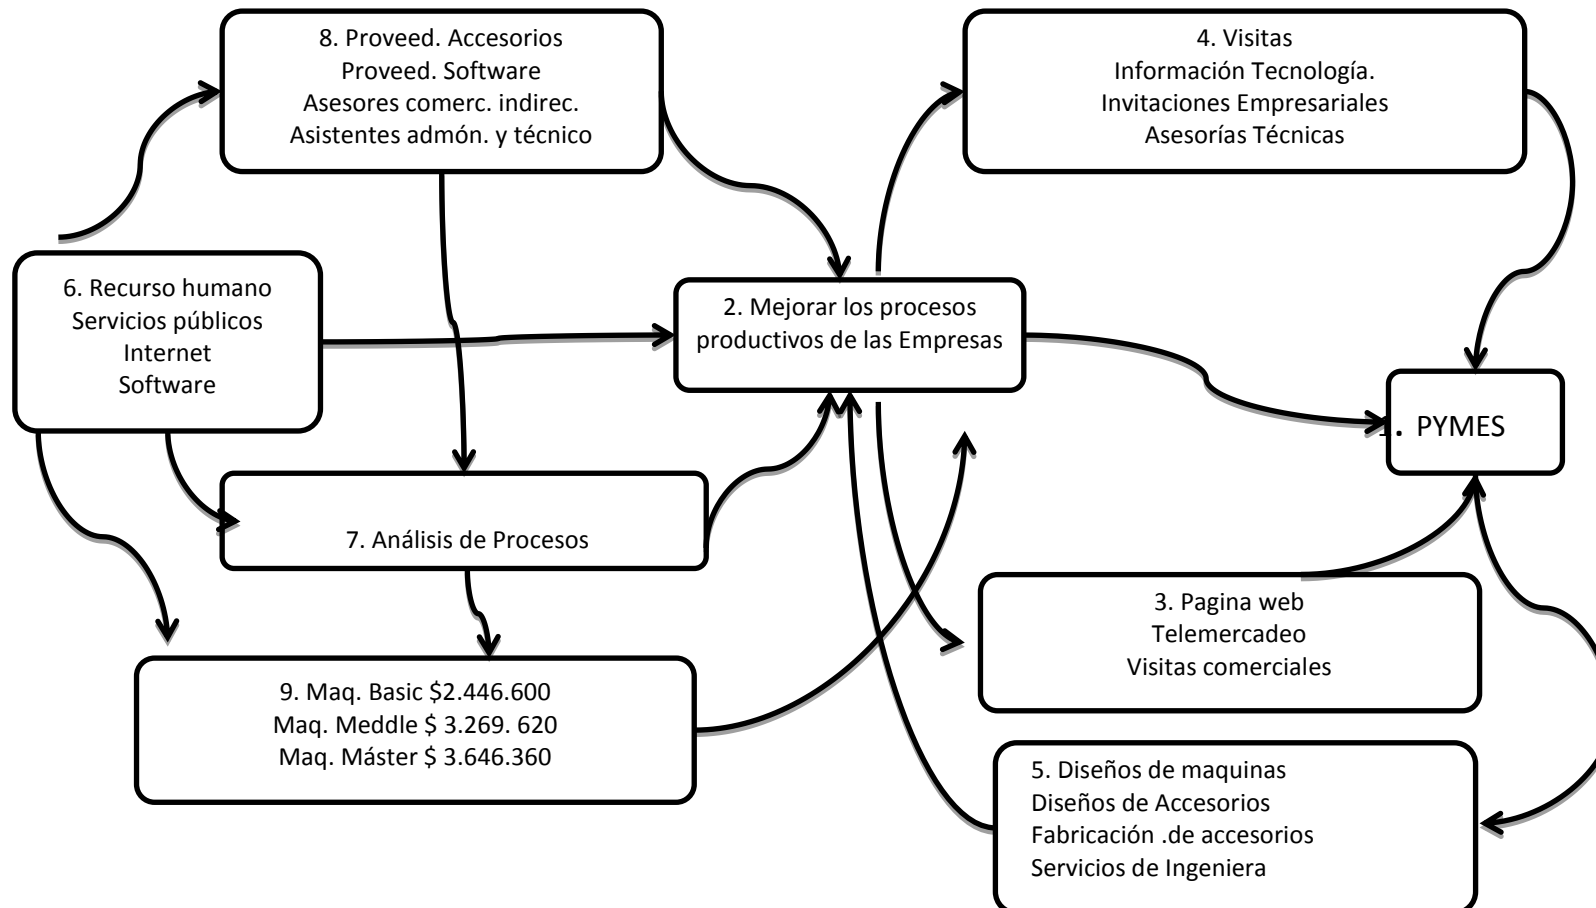 8. Proveed. Accesorios
Proveed. Software
Asesores comerc. indirec.
Asistentes admón. y técnico
4. Visitas
Información Tecnología.
Invitaciones Empresariales
Asesorías Técnicas
6. Recurso humano
Servicios públicos
Internet
Software
2. Mejorar los procesos
productivos de las Empresas
1. PYMES
7. Análisis de Procesos
3. Pagina web
Telemercadeo
Visitas comerciales
9. Maq. Basic $2.446.600
Maq. Meddle $ 3.269. 620
Maq. Máster $ 3.646.360
5. Diseños de maquinas
Diseños de Accesorios
Fabricación .de accesorios
Servicios de Ingeniera